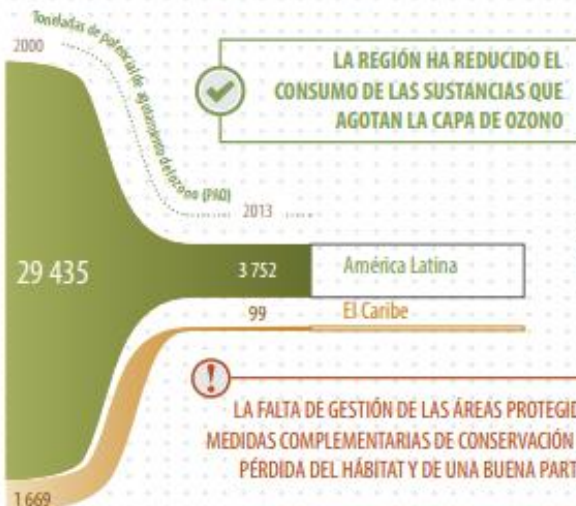 Toneladas de potencial de agotamiento del ozono (PAO)
2000
LA REGIÓN HA REDUCIDO EL
CONSUMO DE LAS SUSTANCIAS QUE
AGOTAN LA CAPA DE OZONO
2013
29 435
3 752
América Latina
99
El Caribe
LA FALTA DE GESTIÓN DE LAS ÁREAS PROTEGID
MEDIDAS COMPLEMENTARIAS DE CONSERVACIÓN
PÉRDIDA DEL HÁBITAT Y DE UNA BUENA PART
1 669